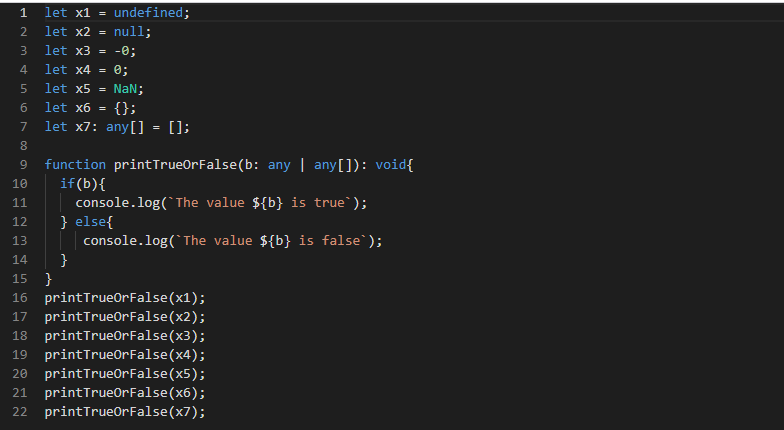 1 let x1 = undefined;
2 let x2 = null;
3 let x3 = -0;
4 let x4 = 0;
5 let x5 = NaN;
6 let x6 = {};
7 let x7: any[] = [];
8
9 function printTrueOrFalse(b: any | any[]): void{
10   if(b){
11     console.log(`The value ${b} is true`);
12   } else{
13      console.log(`The value ${b} is false`);
14   }
15 }
16 printTrueOrFalse(x1);
17 printTrueOrFalse(x2);
18 printTrueOrFalse(x3);
19 printTrueOrFalse(x4);
20 printTrueOrFalse(x5);
21 printTrueOrFalse(x6);
22 printTrueOrFalse(x7);